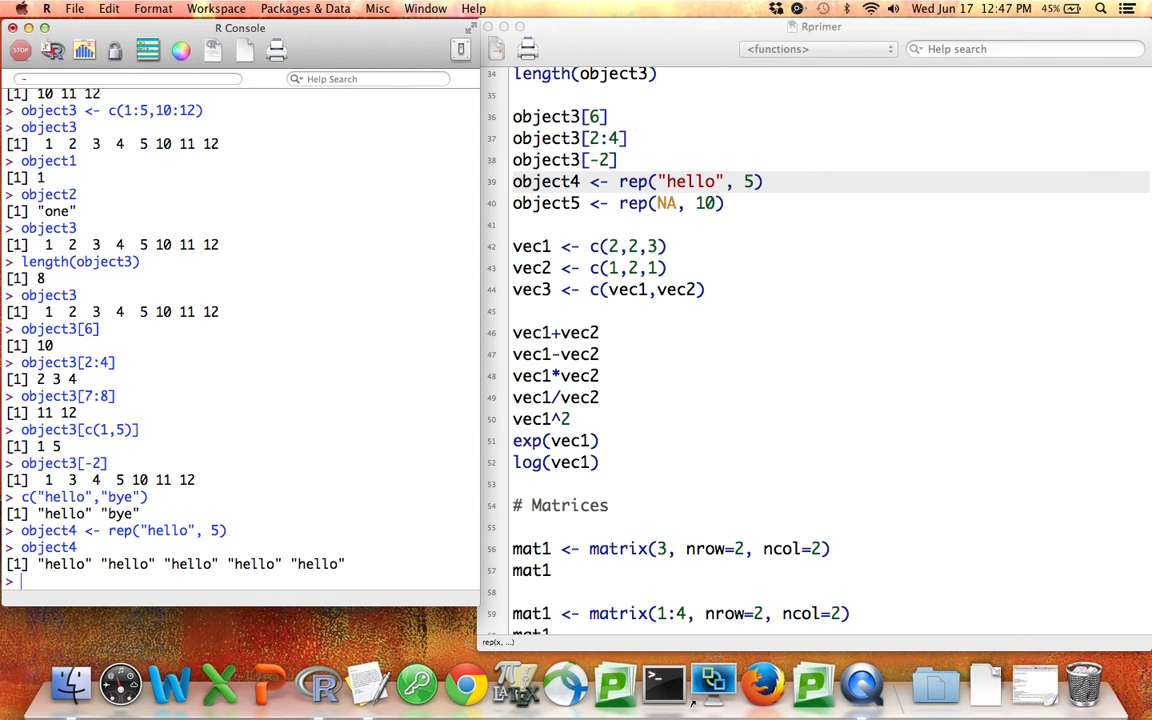 R File Edit Format Workspace Packages & Data Misc Window Help
Wed Jun 17 12:47 PM 45%
R Console
STOP
~
Help Search
[1] 10 11 12
> object3 <- c(1:5,10:12)
> object3
[1]  1  2  3  4  5 10 11 12
> object1
[1] 1
> object2
[1] "one"
> object3
[1]  1  2  3  4  5 10 11 12
> length(object3)
[1] 8
> object3
[1]  1  2  3  4  5 10 11 12
> object3[6]
[1] 10
> object3[2:4]
[1] 2 3 4
> object3[7:8]
[1] 11 12
> object3[c(1,5)]
[1] 1 5
> object3[-2]
[1]  1  3  4  5 10 11 12
> c("hello","bye")
[1] "hello" "bye"
> object4 <- rep("hello", 5)
> object4
[1] "hello" "hello" "hello" "hello" "hello"
>
Rprimer
<functions>
Help search
34 length(object3)
35
36 object3[6]
37 object3[2:4]
38 object3[-2]
39 object4 <- rep("hello", 5)
40 object5 <- rep(NA, 10)
41
42 vec1 <- c(2,2,3)
43 vec2 <- c(1,2,1)
44 vec3 <- c(vec1,vec2)
45
46 vec1+vec2
47 vec1-vec2
48 vec1*vec2
49 vec1/vec2
50 vec1^2
51 exp(vec1)
52 log(vec1)
53
54 # Matrices
55
56 mat1 <- matrix(3, nrow=2, ncol=2)
57 mat1
58
59 mat1 <- matrix(1:4, nrow=2, ncol=2)
60 mat1
rep(x, ...)